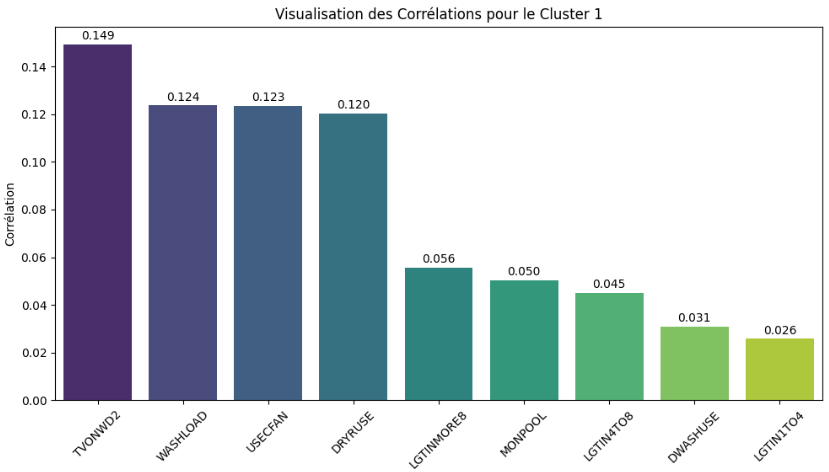 Visualisation des Corrélations pour le Cluster 1
Corrélation
0.14
0.12
0.10
0.08
0.06
0.04
0.02
0.00
0.149
0.124
0.123
0.120
0.056
0.050
0.045
0.031
0.026
TVONWD2
WASHLOAD
USECFAN
DRYRUSE
LGTINMORE8
MONPOOL
LGTIN4TO8
DWASHUSE
LGTIN1TO4